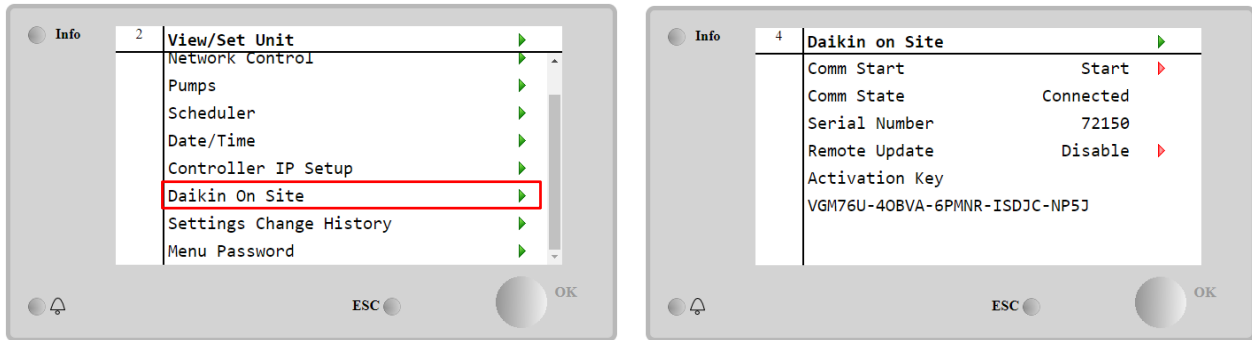 Info
2 View/Set Unit
Network Control
Pumps
Scheduler
Date/Time
Controller IP Setup
Daikin On Site
Settings Change History
Menu Password
ESC
OK
Info
4 Daikin on Site
Comm Start Start
Comm State Connected
Serial Number 72150
Remote Update Disable
Activation Key
VGM76U-4OBVA-6PMNR-ISDJC-NP5J
ESC
OK